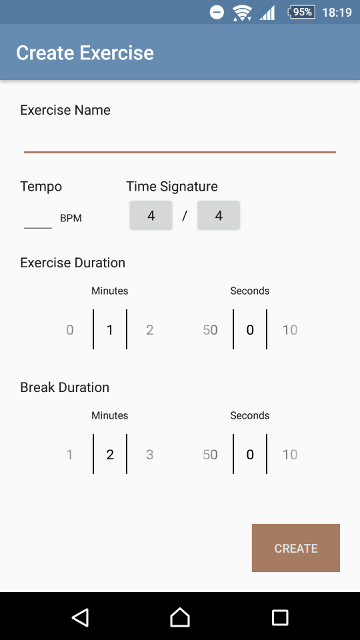 95% 18:19
Create Exercise
Exercise Name
Tempo Time Signature
BPM 4 / 4
Exercise Duration
Minutes Seconds
0 1 2 50 0 10
Break Duration
Minutes Seconds
1 2 3 50 0 10
CREATE